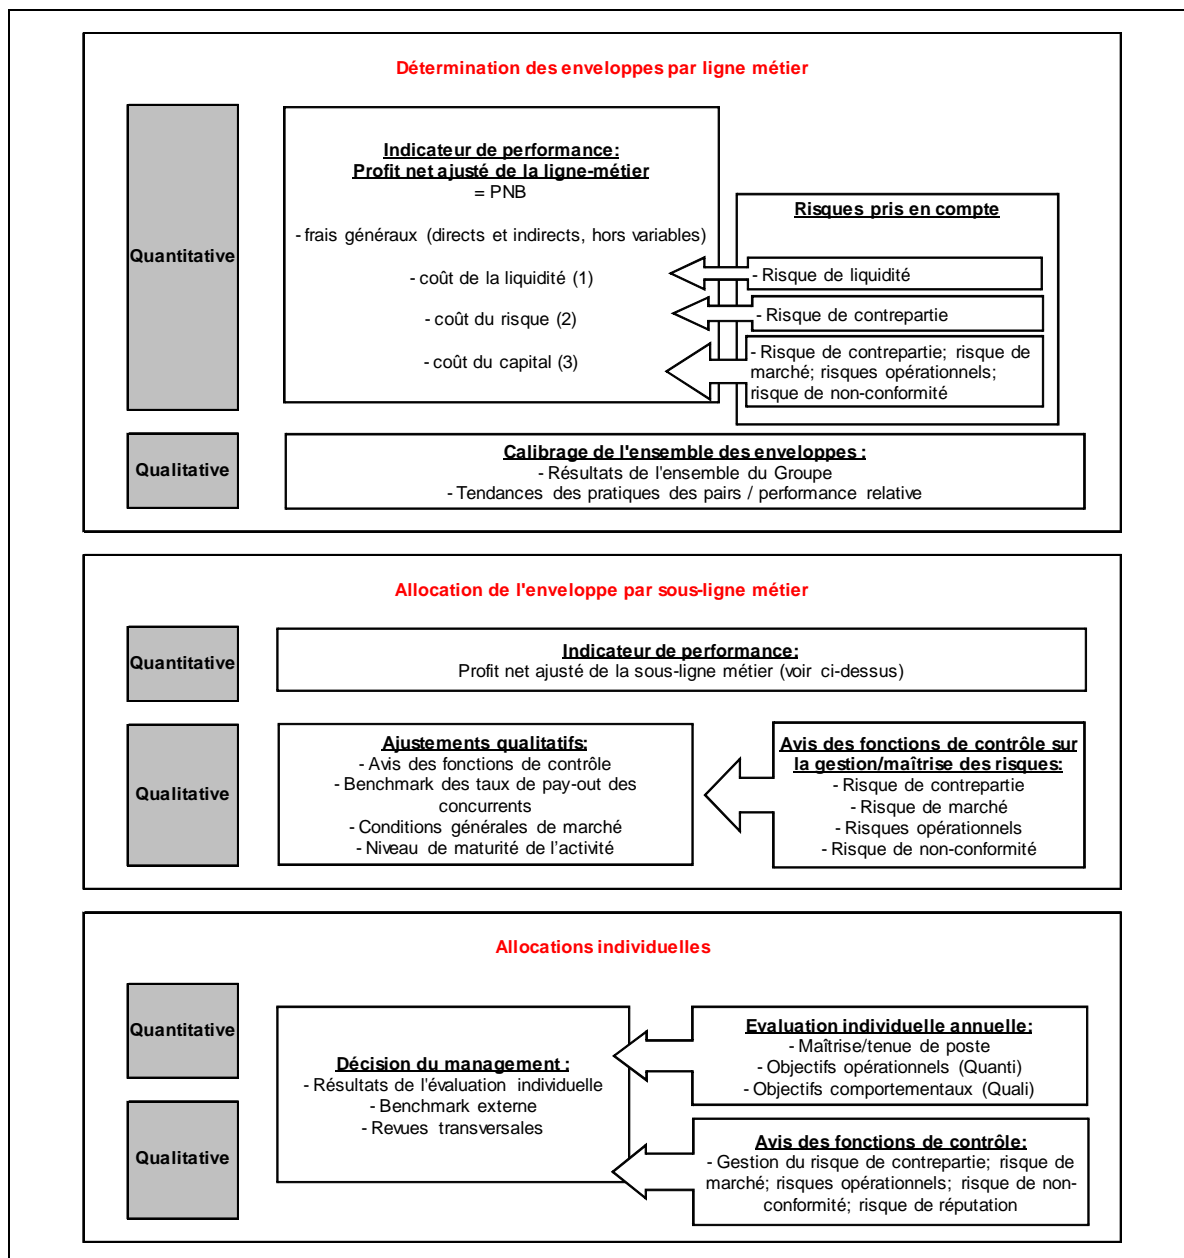 Détermination des enveloppes par ligne métier
Quantitative
Indicateur de performance:
Profit net ajusté de la ligne-métier
= PNB
- frais généraux (directs et indirects, hors variables)
- coût de la liquidité (1)
- coût du risque (2)
- coût du capital (3)
Risques pris en compte
- Risque de liquidité
- Risque de contrepartie
- Risque de contrepartie; risque de
marché; risques opérationnels;
risque de non-conformité
Qualitative
Calibrage de l'ensemble des enveloppes :
- Résultats de l'ensemble du Groupe
- Tendances des pratiques des pairs / performance relative
Allocation de l'enveloppe par sous-ligne métier
Quantitative
Indicateur de performance:
Profit net ajusté de la sous-ligne métier (voir ci-dessus)
Qualitative
Ajustements qualitatifs:
- Avis des fonctions de contrôle
- Benchmark des taux de pay-out des
concurrents
- Conditions générales de marché
- Niveau de maturité de l'activité
Avis des fonctions de contrôle sur
la gestion/maîtrise des risques:
- Risque de contrepartie
- Risque de marché
- Risques opérationnels
- Risque de non-conformité
Allocations individuelles
Quantitative
Qualitative
Décision du management :
- Résultats de l'évaluation individuelle
- Benchmark externe
- Revues transversales
Evaluation individuelle annuelle:
- Maîtrise/tenue de poste
- Objectifs opérationnels (Quanti)
- Objectifs comportementaux (Quali)
Avis des fonctions de contrôle:
- Gestion du risque de contrepartie; risque de
marché; risques opérationnels; risque de non-
conformité; risque de réputation